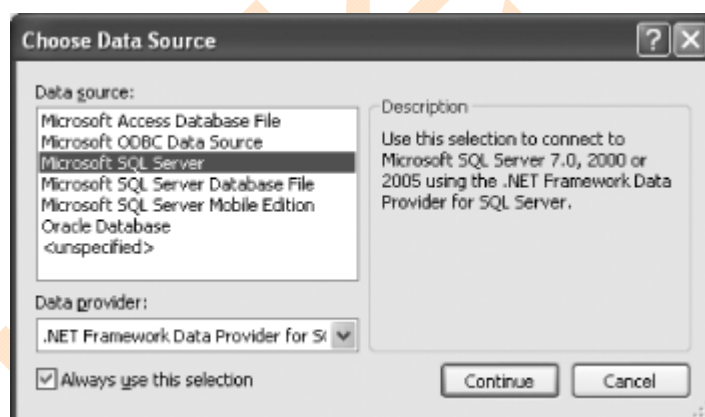 Choose Data Source
Data source:
Microsoft Access Database File
Microsoft ODBC Data Source
Microsoft SQL Server
Microsoft SQL Server Database File
Microsoft SQL Server Mobile Edition
Oracle Database
<unspecified>
Description
Use this selection to connect to
Microsoft SQL Server 7.0, 2000 or
2005 using the .NET Framework Data
Provider for SQL Server.
Data provider:
.NET Framework Data Provider for
Always use this selection
Continue
Cancel